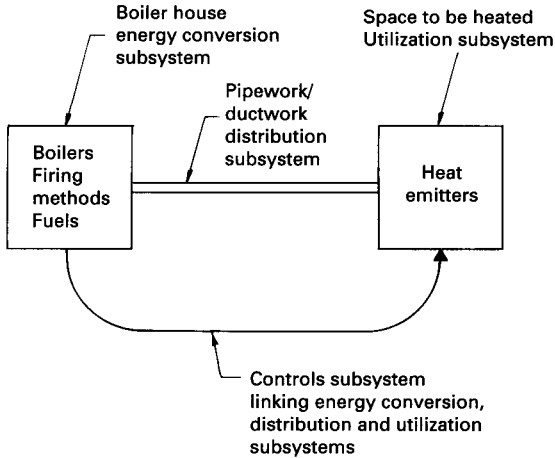 Boiler house
energy conversion
subsystem
Space to be heated
Utilization subsystem
Pipework/
ductwork
distribution
subsystem
Boilers
Firing
methods
Fuels
Heat
emitters
Controls subsystem
linking energy conversion,
distribution and utilization
subsystems